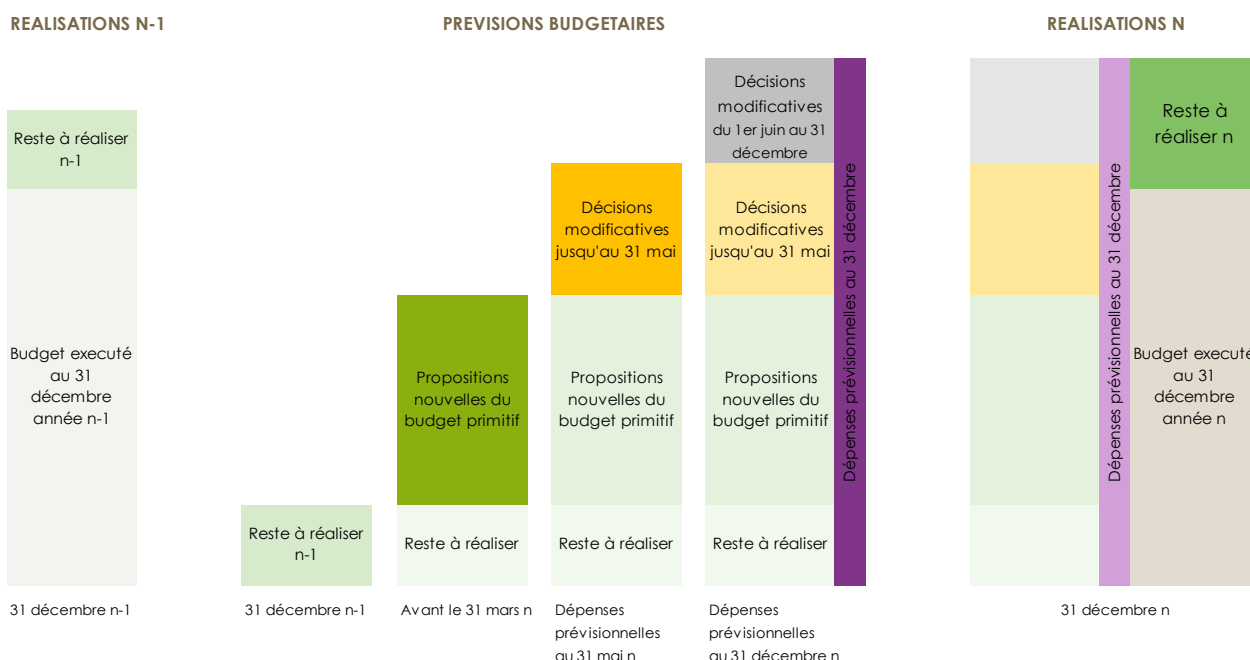 REALISATIONS N-1
PREVISIONS BUDGETAIRES
REALISATIONS N
Reste à réaliser
n-1
Budget executé
au 31
décembre
année n-1
31 décembre n-1
Reste à réaliser
n-1
31 décembre n-1
Propositions
nouvelles du
budget primitif
Reste à réaliser
Avant le 31 mars n
Décisions
modificatives
jusqu'au 31 mai
Propositions
nouvelles du
budget primitif
Reste à réaliser
Dépenses
prévisionnelles
au 31 mai n
Décisions
modificatives
du 1er juin au 31
décembre
Décisions
modificatives
jusqu'au 31 mai
Propositions
nouvelles du
budget primitif
Reste à réaliser
Dépenses prévisionnelles au 31 décembre
Dépenses
prévisionnelles
au 31 décembre n
Dépenses prévisionnelles au 31 décembre
Reste à
réaliser n
Budget executé
au 31
décembre
année n
31 décembre n